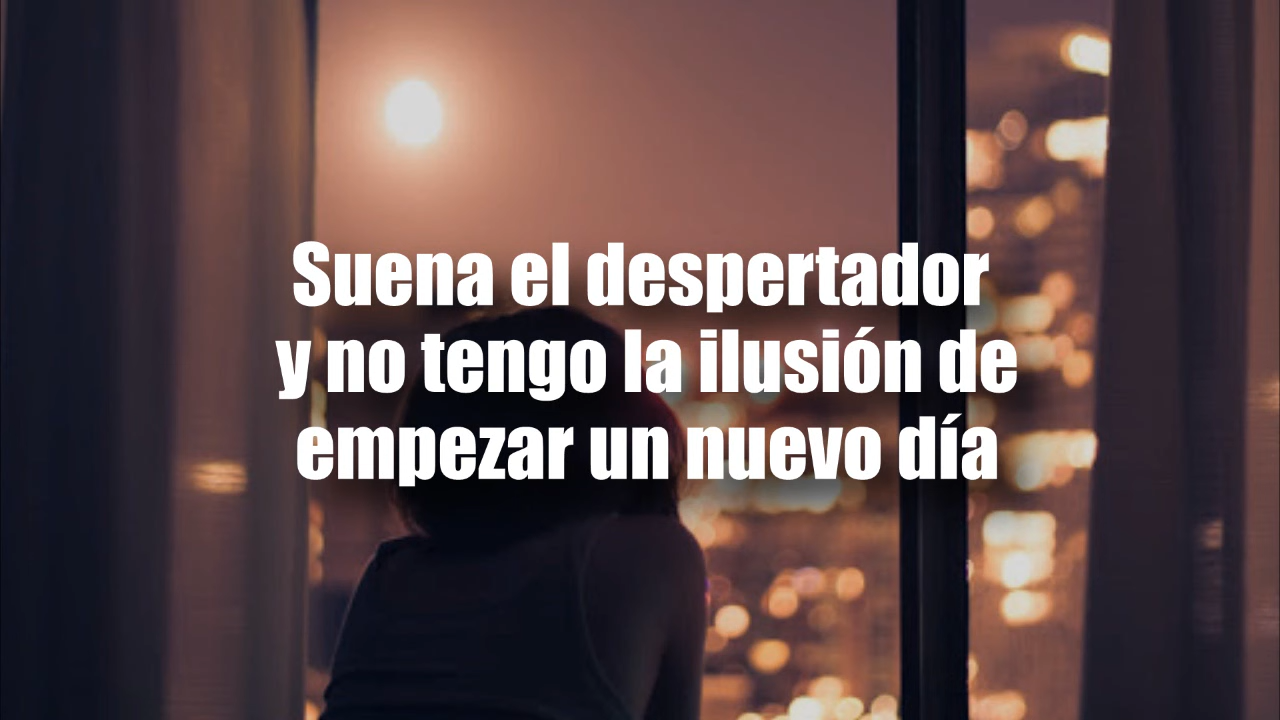 Suena el despertador
y no tengo la ilusión de
empezar un nuevo día